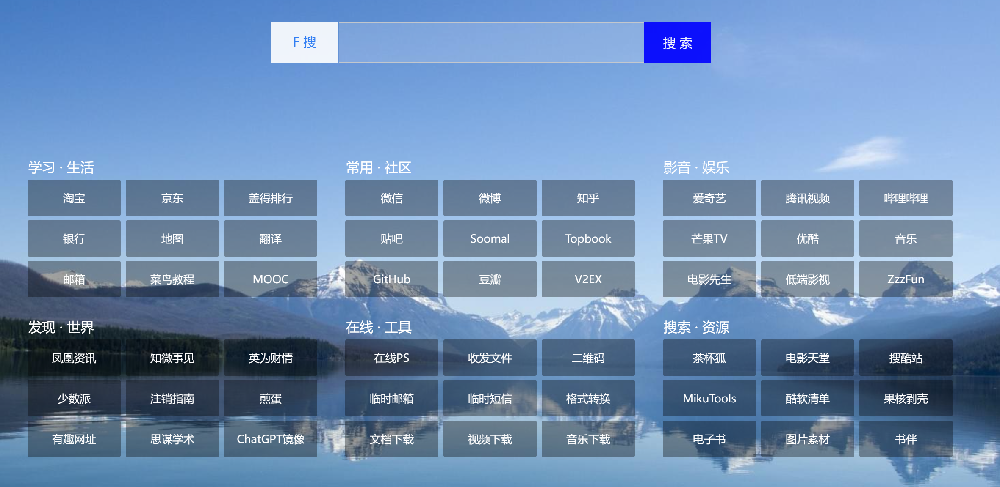 F 搜
搜 索
学习 · 生活
淘宝 京东 盖得排行
银行 地图 翻译
邮箱 菜鸟教程 MOOC
常用 · 社区
微信 微博 知乎
贴吧 Soomal Topbook
GitHub 豆瓣 V2EX
影音 · 娱乐
爱奇艺 腾讯视频 哔哩哔哩
芒果TV 优酷 音乐
电影先生 低端影视 ZzzFun
发现 · 世界
凤凰资讯 知微事见 英为财情
少数派 注销指南 煎蛋
有趣网址 思谋学术 ChatGPT镜像
在线 · 工具
在线PS 收发文件 二维码
临时邮箱 临时短信 格式转换
文档下载 视频下载 音乐下载
搜索 · 资源
茶杯狐 电影天堂 搜酷站
MikuTools 酷软清单 果核剥壳
电子书 图片素材 书伴